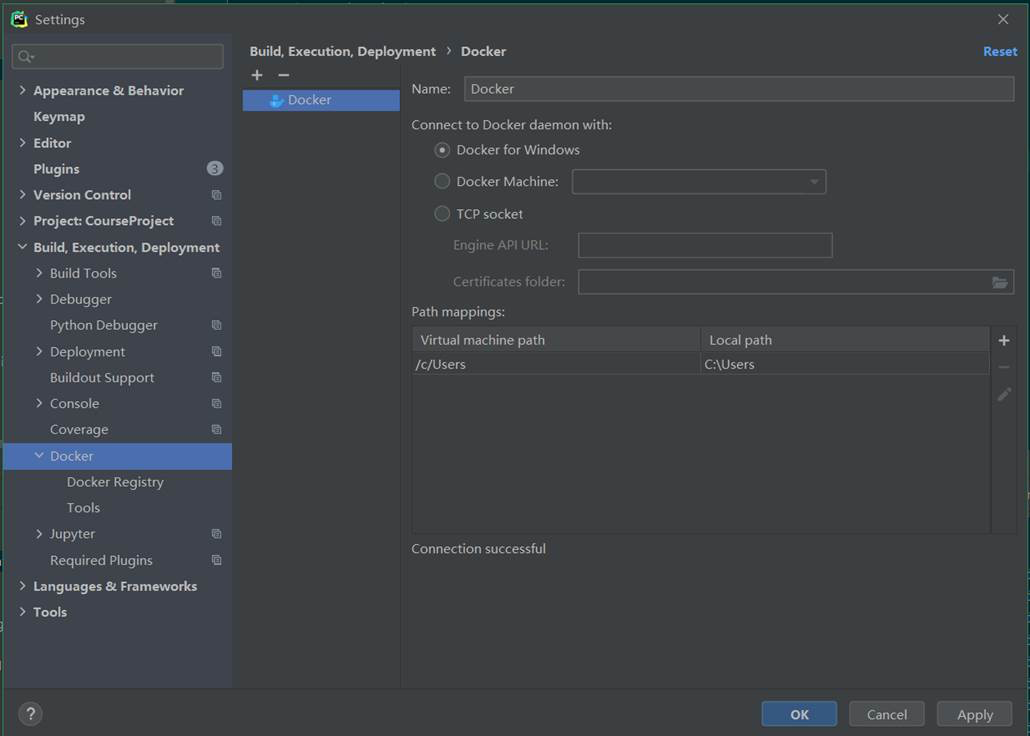 PC Settings
Appearance & Behavior
Keymap
Editor
Plugins 3
Version Control
Project: CourseProject
Build, Execution, Deployment
Build Tools
Debugger
Python Debugger
Deployment
Buildout Support
Console
Coverage
Docker
Docker Registry
Tools
Jupyter
Required Plugins
Languages & Frameworks
Tools
?
Build, Execution, Deployment › Docker
Reset
Docker
Name: Docker
Connect to Docker daemon with:
Docker for Windows
Docker Machine:
TCP socket
Engine API URL:
Certificates folder:
Path mappings:
Virtual machine path Local path
/c/Users C:\Users
Connection successful
OK Cancel Apply